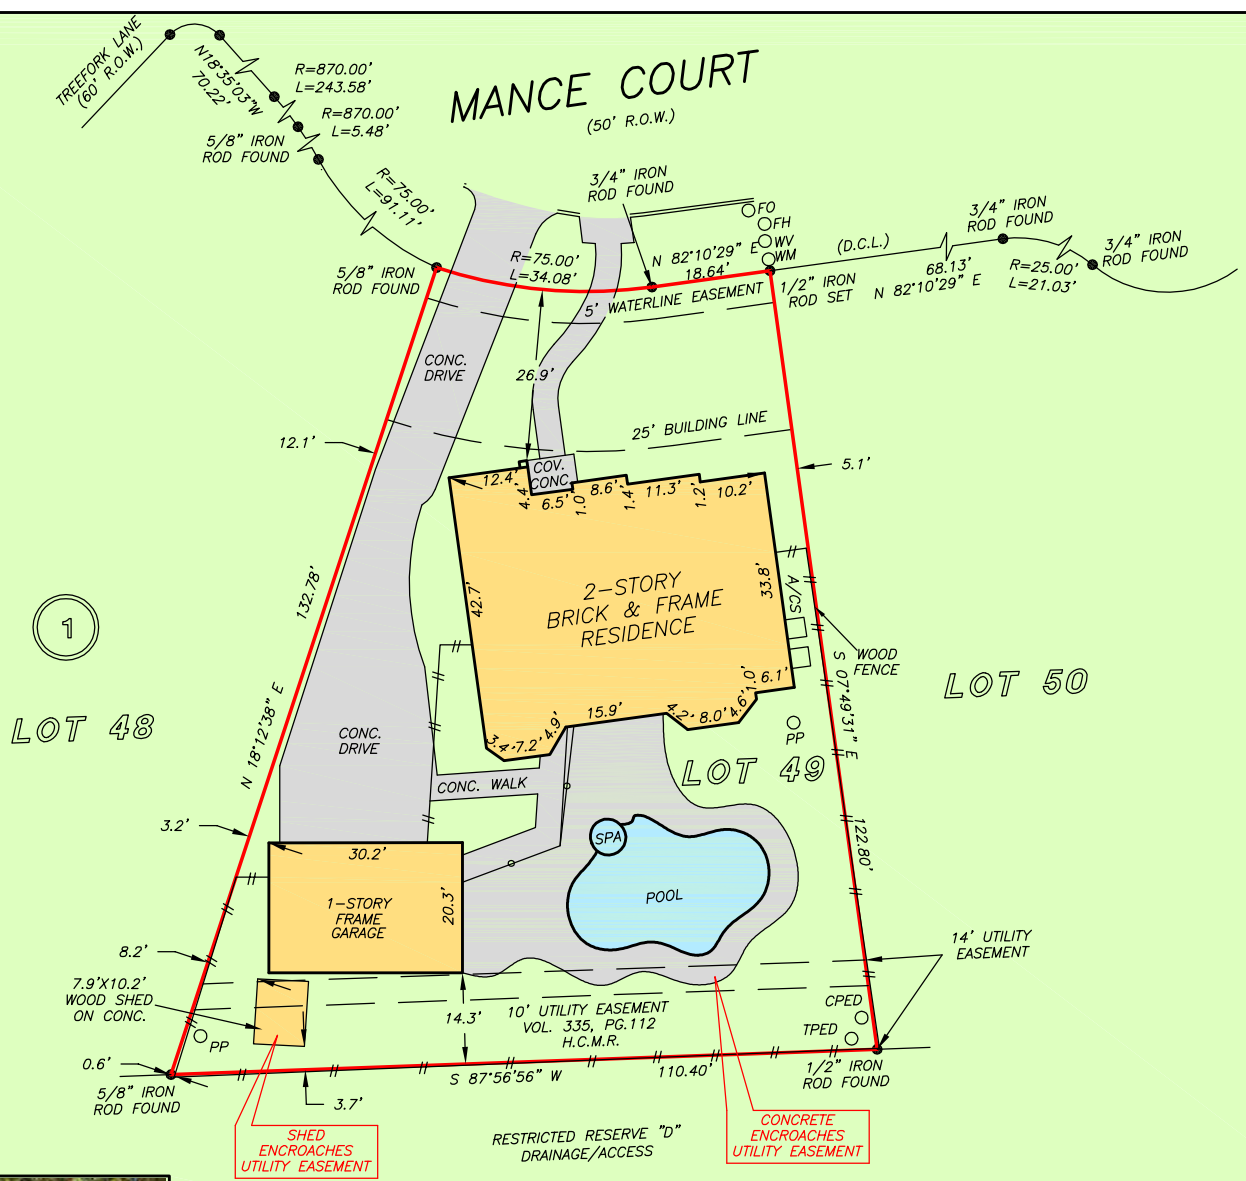 TREEFORK LANE
(60' R.O.W.)
N18°35'03"W
70.22'
R=870.00'
L=243.58'
R=870.00'
L=5.48'
5/8" IRON
ROD FOUND
MANCE COURT
(50' R.O.W.)
R=75.00'
L=91.11'
3/4" IRON
ROD FOUND
FO
FH
WV
WM
(D.C.L.)
3/4" IRON
ROD FOUND
3/4" IRON
ROD FOUND
5/8" IRON
ROD FOUND
R=75.00'
L=34.08'
N 82°10'29" E
18.64'
1/2" IRON
ROD SET
68.13'
N 82°10'29" E
R=25.00'
L=21.03'
5' WATERLINE EASEMENT
CONC.
DRIVE
26.9'
25' BUILDING LINE
12.1'
5.1'
COV.
CONC.
12.4'
4.4'
6.5'
1.0'
8.6'
1.4'
11.3'
1.2'
10.2'
42.7'
2-STORY
BRICK & FRAME
RESIDENCE
33.8'
A/CS
132.78'
1
WOOD
FENCE
LOT 48
LOT 50
N 18°12'38" E
S 07°49'31" E
6.1'
1.0'
4.6'
8.0'
4.2'
15.9'
4.9'
7.2'
3.4'
PP
CONC.
DRIVE
LOT 49
CONC. WALK
3.2'
30.2'
SPA
122.80'
1-STORY
FRAME
GARAGE
20.3'
POOL
8.2'
14' UTILITY
EASEMENT
7.9'X10.2'
WOOD SHED
ON CONC.
14.3'
10' UTILITY EASEMENT
VOL. 335, PG.112
H.C.M.R.
CPED
TPED
PP
0.6'
S 87°56'56" W
110.40'
5/8" IRON
ROD FOUND
3.7'
1/2" IRON
ROD FOUND
SHED
ENCROACHES
UTILITY EASEMENT
RESTRICTED RESERVE "D"
DRAINAGE/ACCESS
CONCRETE
ENCROACHES
UTILITY EASEMENT